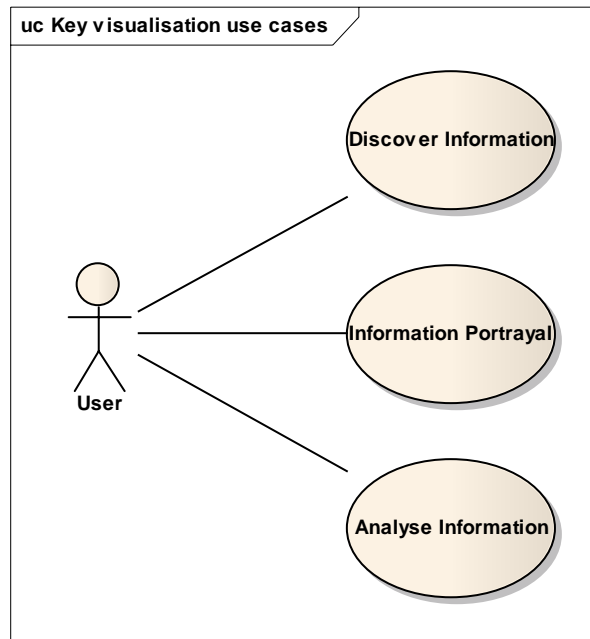 uc Key visualisation use cases
Discover Information
Information Portrayal
User
Analyse Information